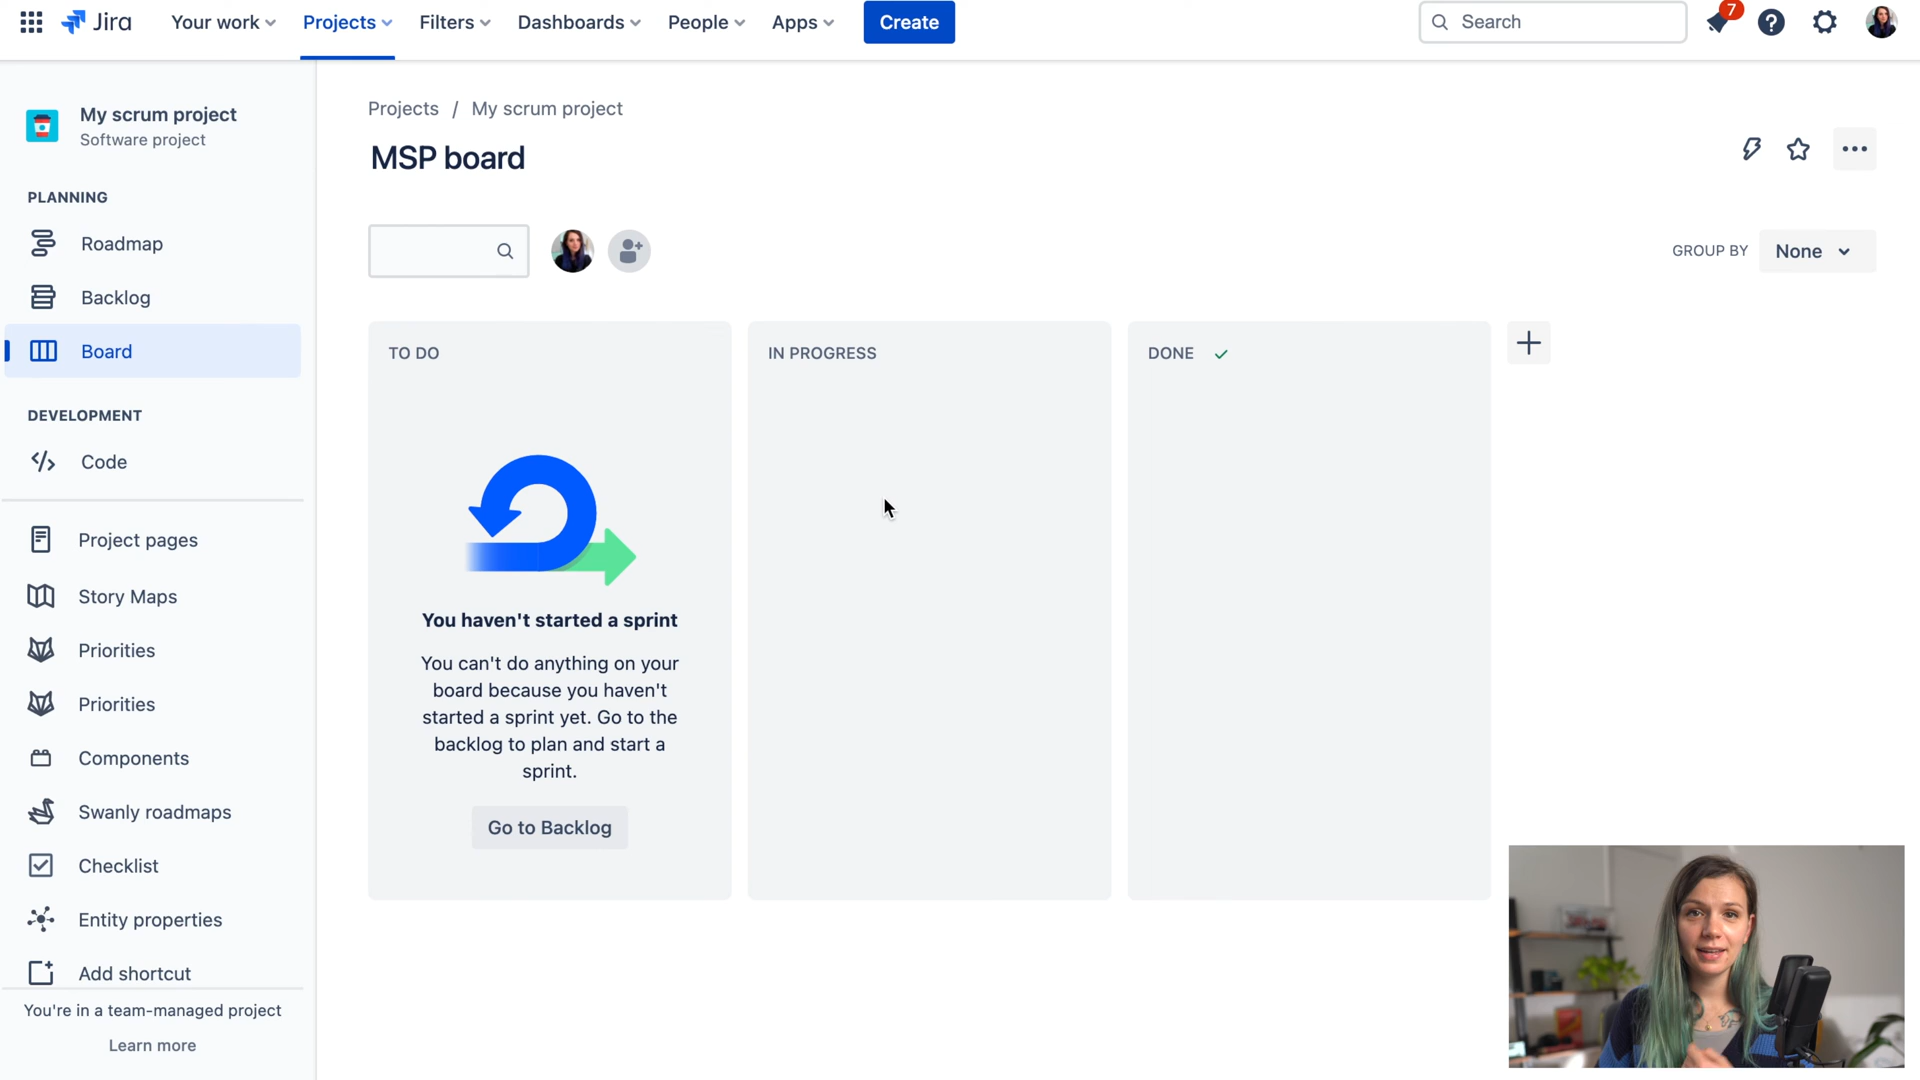 Jira
Your work
Projects
Filters
Dashboards
People
Apps
Create
Search
7
My scrum project
Software project
PLANNING
Roadmap
Backlog
Board
DEVELOPMENT
Code
Project pages
Story Maps
Priorities
Priorities
Components
Swanly roadmaps
Checklist
Entity properties
Add shortcut
You're in a team-managed project
Learn more
Projects / My scrum project
MSP board
GROUP BY
None
TO DO
IN PROGRESS
DONE
You haven't started a sprint
You can't do anything on your
board because you haven't
started a sprint yet. Go to the
backlog to plan and start a
sprint.
Go to Backlog